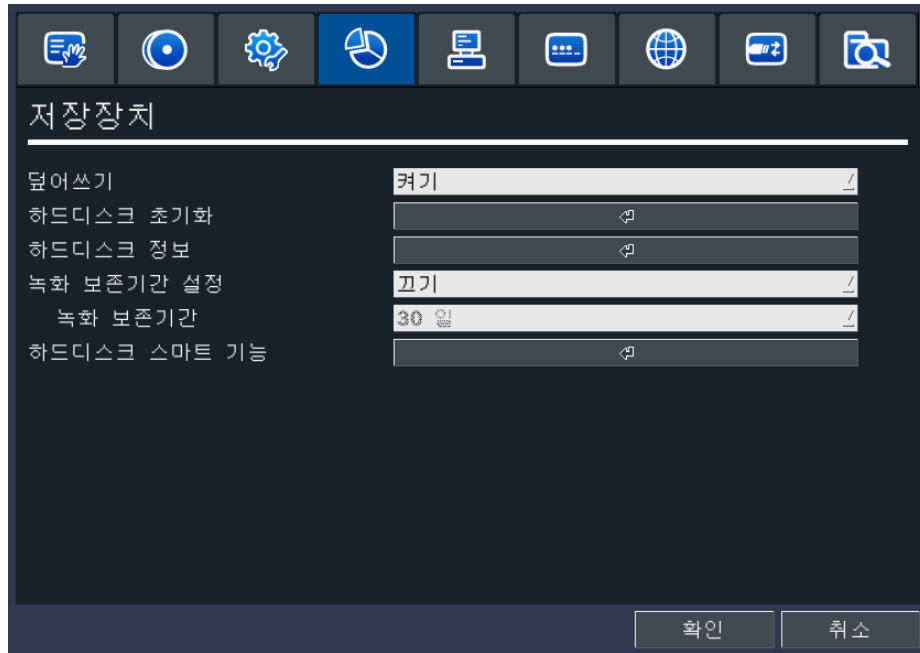 저장장치
덮어쓰기 켜기
하드디스크 초기화
하드디스크 정보
녹화 보존기간 설정 끄기
녹화 보존기간 30 일
하드디스크 스마트 기능
확인 취소